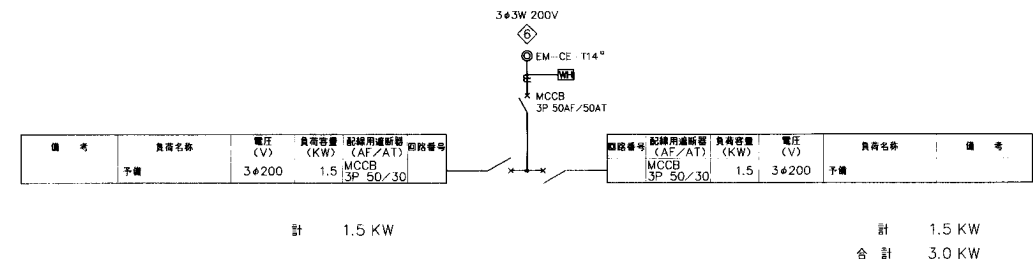 3φ3W 200V
6
EM-CE-T14□
WH
MCCB
3P 50AF/50AT
備 考 負荷名称 電圧(V) 負荷容量(KW) 配線用遮断器(AF/AT) 回路番号
予備 3φ200 1.5 MCCB 3P 50/30
回路番号 配線用遮断器(AF/AT) 負荷容量(KW) 電圧(V) 負荷名称 備 考
MCCB 3P 50/30 1.5 3φ200 予備
計 1.5 KW
計 1.5 KW
合 計 3.0 KW